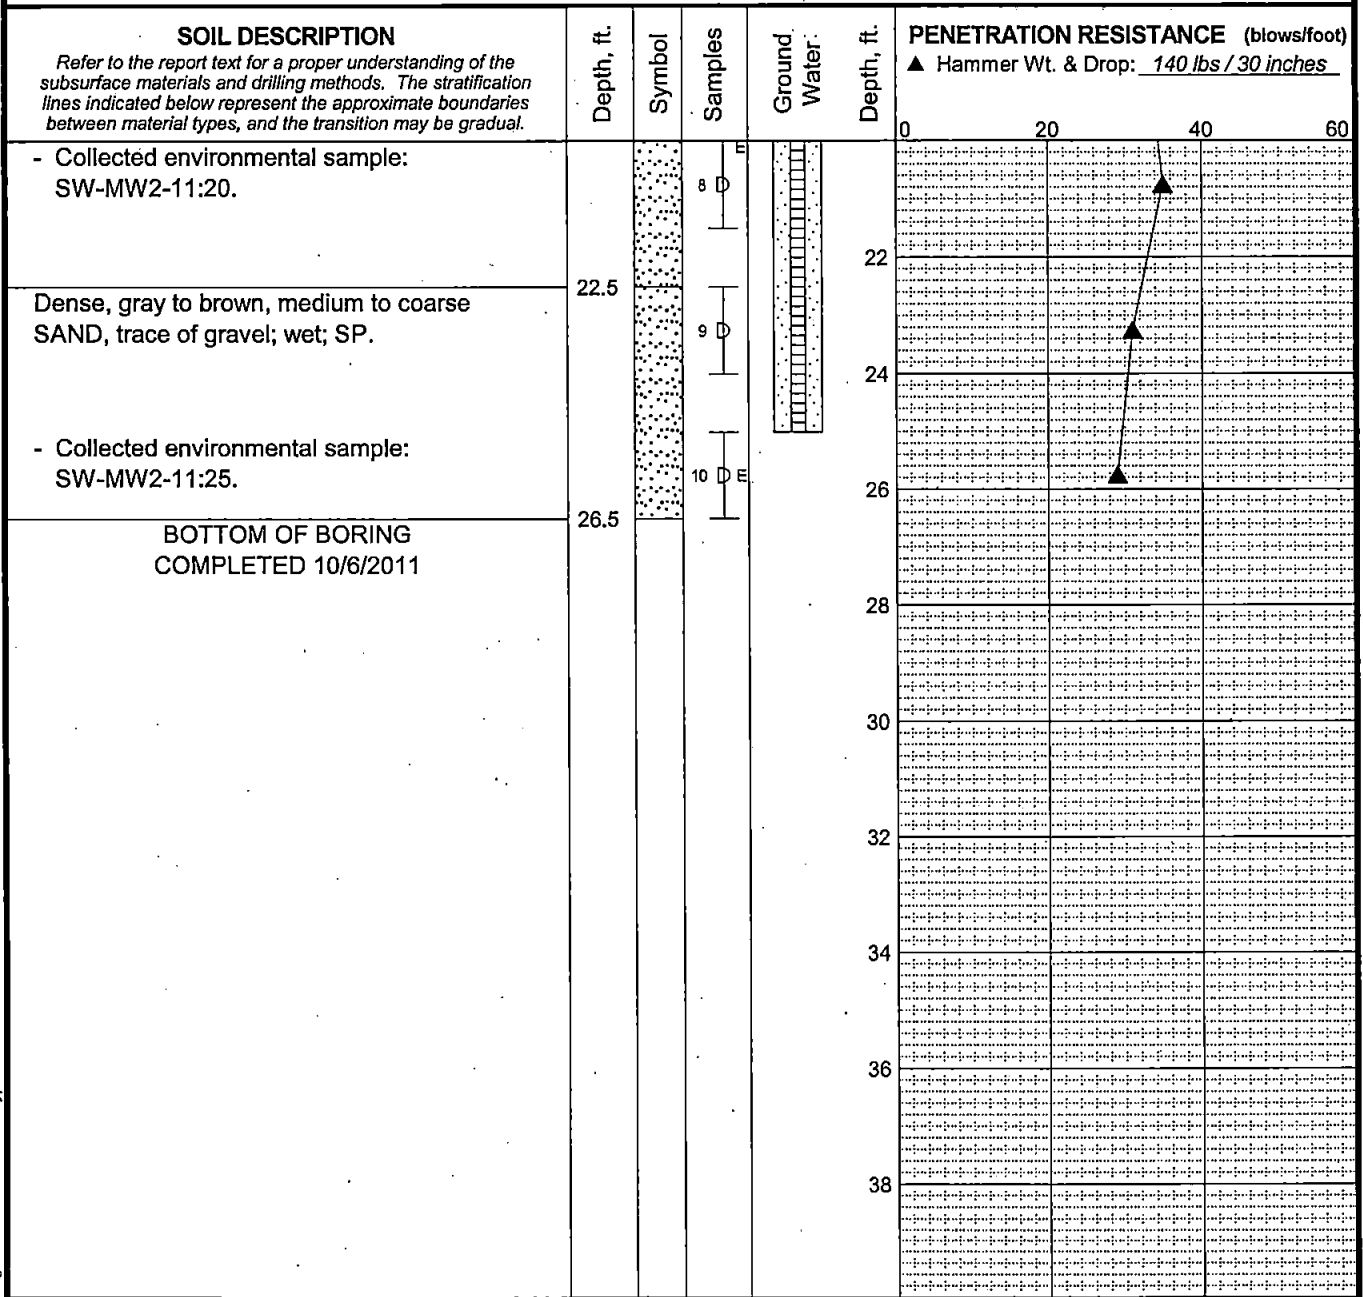 SOIL DESCRIPTION
Refer to the report text for a proper understanding of the
subsurface materials and drilling methods. The stratification
lines indicated below represent the approximate boundaries
between material types, and the transition may be gradual.
Depth, ft.
Symbol
Samples
Ground
Water
Depth, ft.
PENETRATION RESISTANCE (blows/foot)
▲ Hammer Wt. & Drop: 140 lbs / 30 inches
0 20 40 60
- Collected environmental sample:
SW-MW2-11:20.
E
8
22
22.5
Dense, gray to brown, medium to coarse
SAND, trace of gravel; wet; SP.
9
24
- Collected environmental sample:
SW-MW2-11:25.
10 E
26
26.5
BOTTOM OF BORING
COMPLETED 10/6/2011
28
30
32
34
36
38